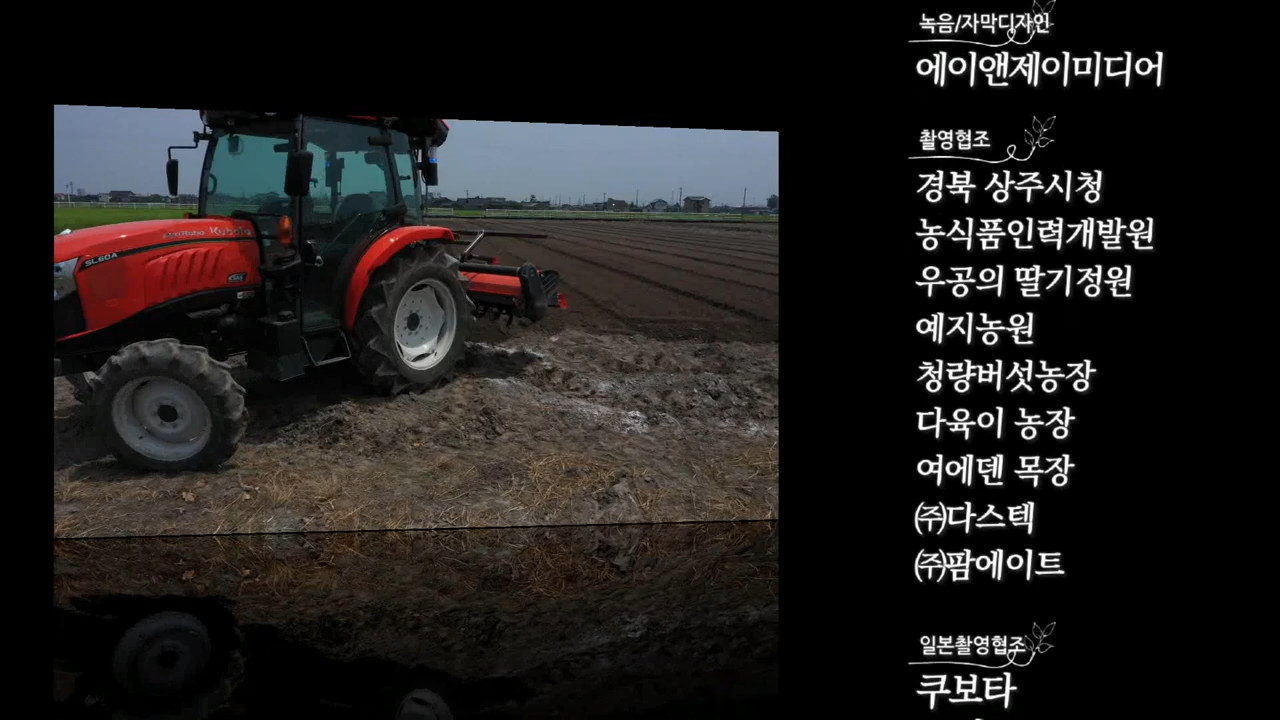 녹음/자막디자인
에이앤제이미디어
촬영협조
경북 상주시청
농식품인력개발원
우공의 딸기정원
예지농원
청량버섯농장
다육이 농장
여에덴 목장
㈜다스텍
㈜팜에이트
일본촬영협조
쿠보타
Kubota
SL60A